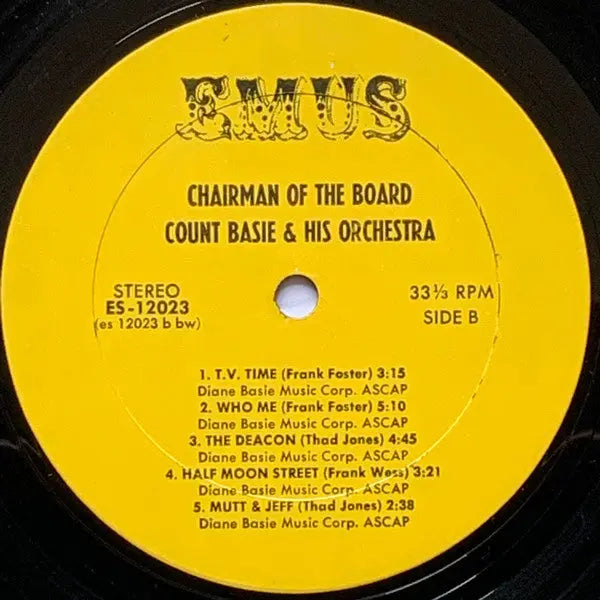 EMUS
CHAIRMAN OF THE BOARD
COUNT BASIE & HIS ORCHESTRA
STEREO
ES-12023
(es 12023 b bw)
33⅓ RPM
SIDE B
1. T.V. TIME (Frank Foster) 3:15
Diane Basie Music Corp. ASCAP
2. WHO ME (Frank Foster) 5:10
Diane Basie Music Corp. ASCAP
3. THE DEACON (Thad Jones) 4:45
Diane Basie Music Corp. ASCAP
4. HALF MOON STREET (Frank Wess) 3:21
Diane Basie Music Corp. ASCAP
5. MUTT & JEFF (Thad Jones) 2:38
Diane Basie Music Corp. ASCAP